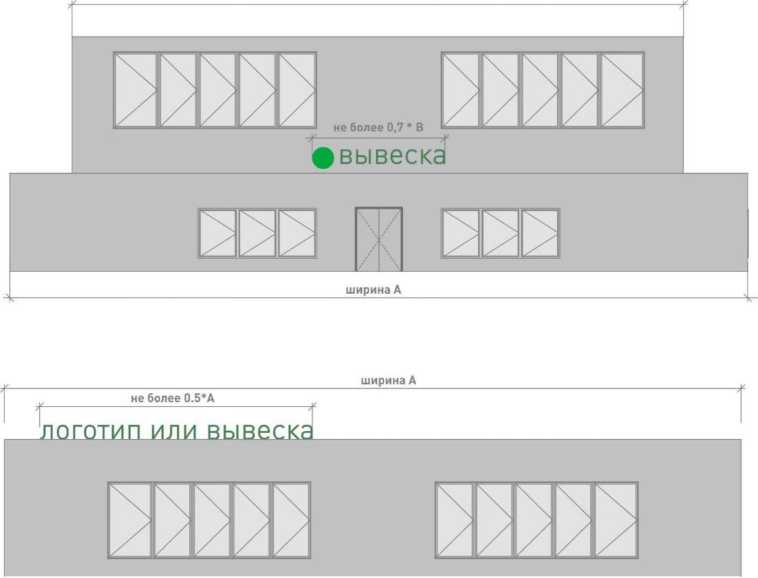 не более 0,7 * В
вывеска
ширина А
ширина А
не более 0.5*А
логотип или вывеска